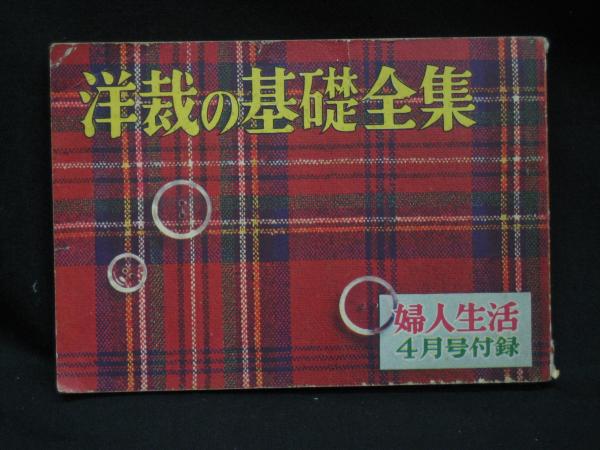 洋裁の基礎全集
婦人生活
4月号付録